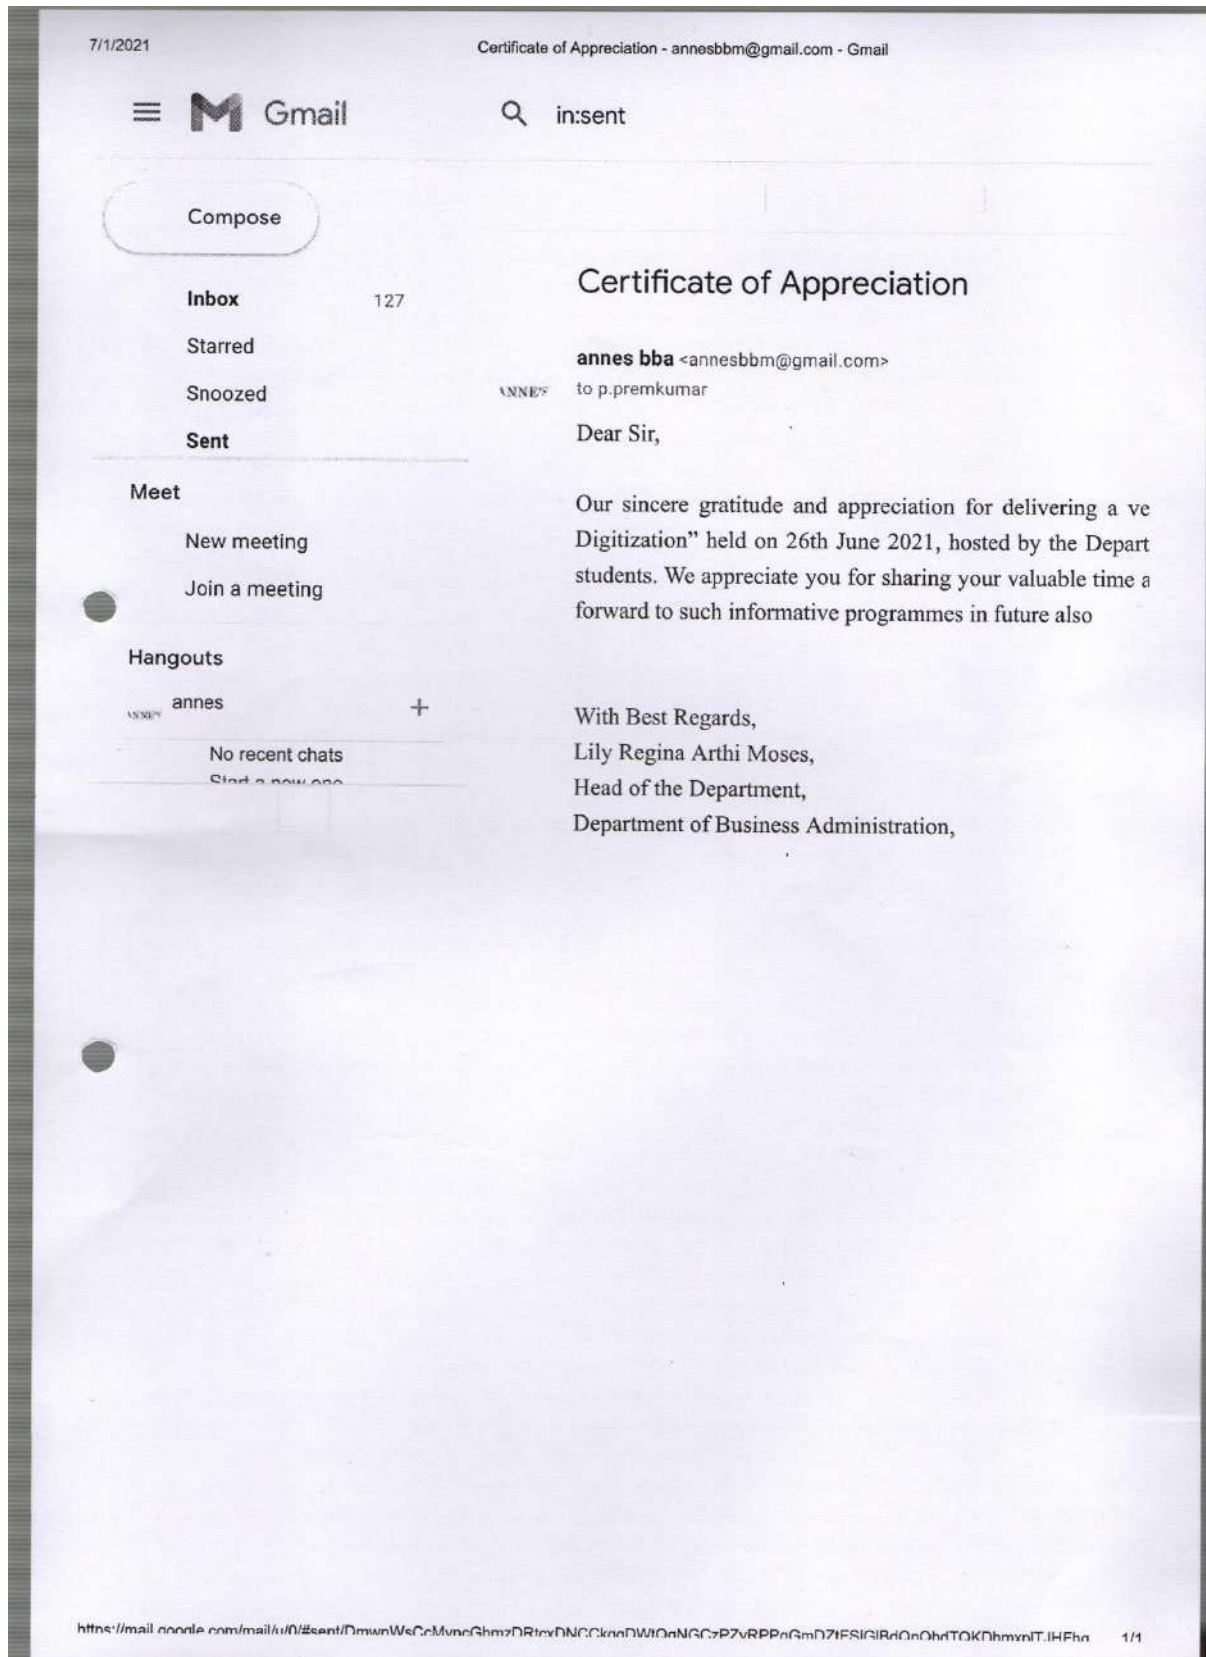 7/1/2021
Certificate of Appreciation - annesbbm@gmail.com - Gmail
Gmail
in:sent
Compose
Inbox 127
Starred
Snoozed
Sent
Meet
New meeting
Join a meeting
Hangouts
annes
No recent chats
Start a new one
Certificate of Appreciation
annes bba <annesbbm@gmail.com>
to p.premkumar
Dear Sir,
Our sincere gratitude and appreciation for delivering a ve
Digitization” held on 26th June 2021, hosted by the Depart
students. We appreciate you for sharing your valuable time a
forward to such informative programmes in future also
With Best Regards,
Lily Regina Arthi Moses,
Head of the Department,
Department of Business Administration,
1/1